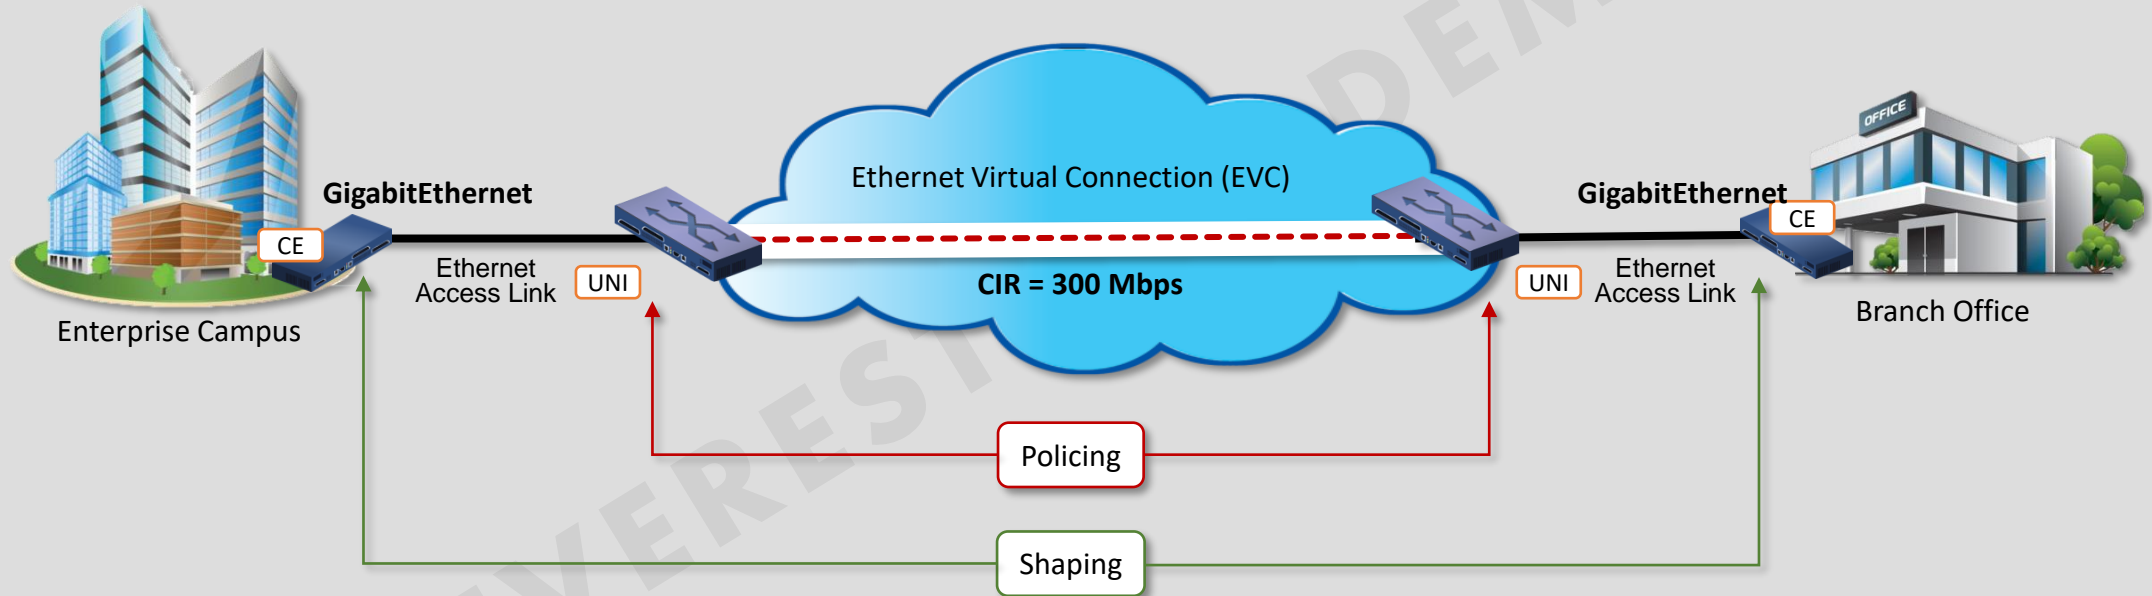 OFFICE
Ethernet Virtual Connection (EVC)
GigabitEthernet
GigabitEthernet
CE
CE
Ethernet
Access Link
UNI
CIR = 300 Mbps
UNI
Ethernet
Access Link
Enterprise Campus
Branch Office
Policing
Shaping